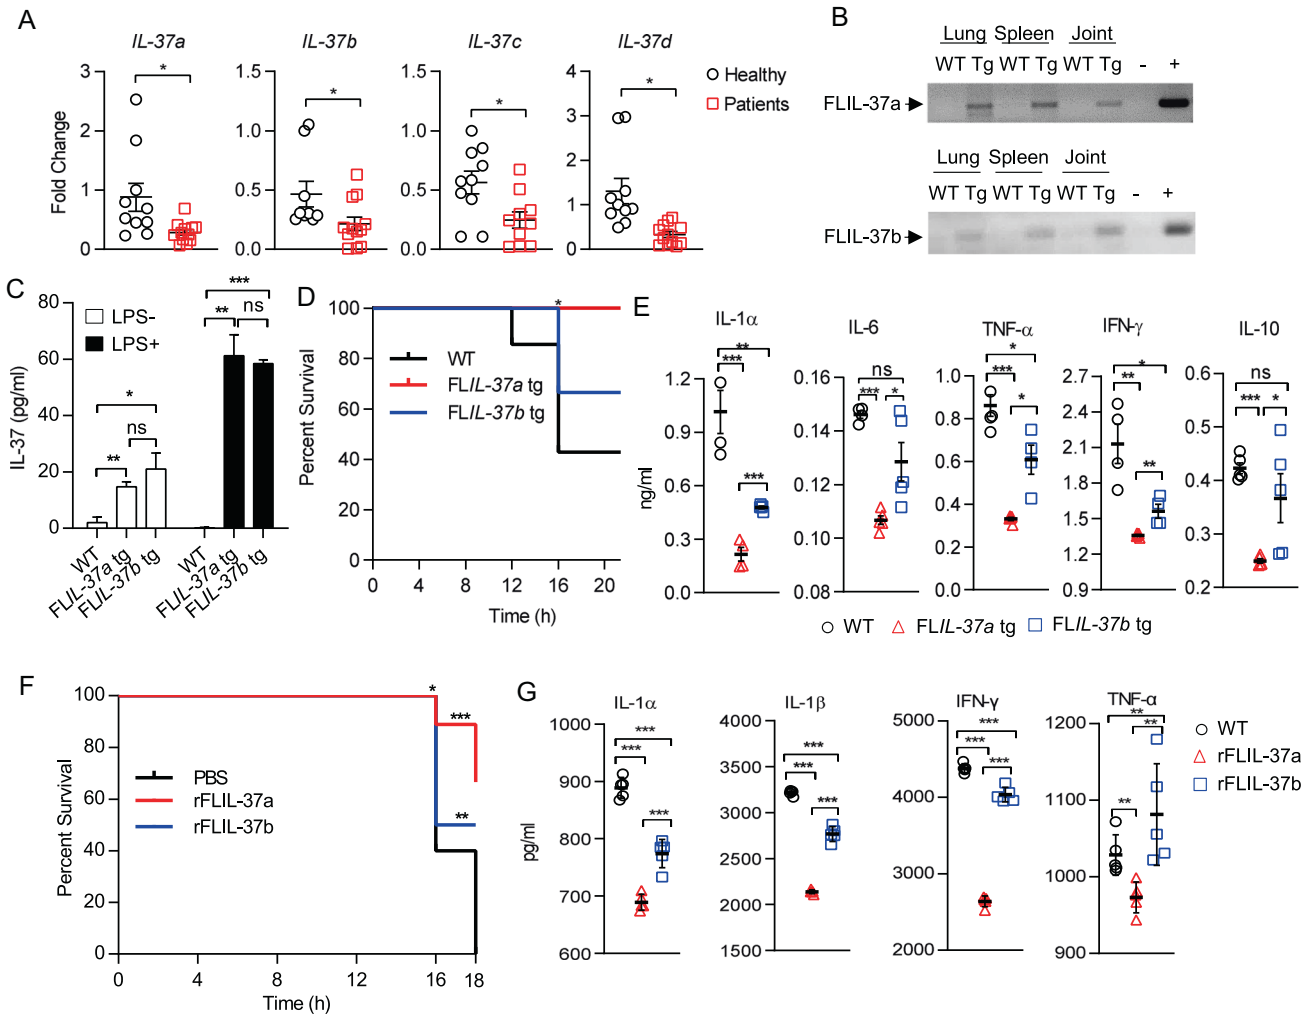 A
IL-37a
IL-37b
IL-37c
IL-37d
Fold Change
3
2
1
0
*
1.5
1.0
0.5
0.0
*
1.5
1.0
0.5
0.0
*
4
3
2
1
0
*
Healthy
Patients
B
Lung Spleen Joint
WT Tg WT Tg WT Tg - +
FLIL-37a
Lung Spleen Joint
WT Tg WT Tg WT Tg - +
FLIL-37b
C
IL-37 (pg/ml)
80
60
40
20
0
LPS-
LPS+
*
ns
**
***
** ns
WT
FLIL-37a tg
FLIL-37b tg
WT
FLIL-37a tg
FLIL-37b tg
D
Percent Survival
100
80
60
40
20
0
*
WT
FLIL-37a tg
FLIL-37b tg
0 4 8 12 16 20
Time (h)
E
ng/ml
IL-1α
1.2
0.9
0.6
0.3
0.0
**
***
***
IL-6
0.16
0.14
0.12
0.10
0.08
ns
*** *
TNF-α
1.0
0.8
0.6
0.4
0.2
0.0
*
***
*
IFN-γ
2.7
2.4
2.1
1.8
1.5
1.2
0.9
*
**
**
IL-10
0.5
0.4
0.3
0.2
ns
*** *
WT FLIL-37a tg FLIL-37b tg
F
Percent Survival
100
80
60
40
20
0
*
***
**
PBS
rFLIL-37a
rFLIL-37b
0 4 8 12 16 18
Time (h)
G
pg/ml
IL-1α
1000
900
800
700
600
***
***
***
IL-1β
4000
3500
3000
2500
2000
1500
***
***
***
IFN-γ
5000
4000
3000
2000
***
***
***
TNF-α
1200
1100
1000
900
**
**
**
WT
rFLIL-37a
rFLIL-37b